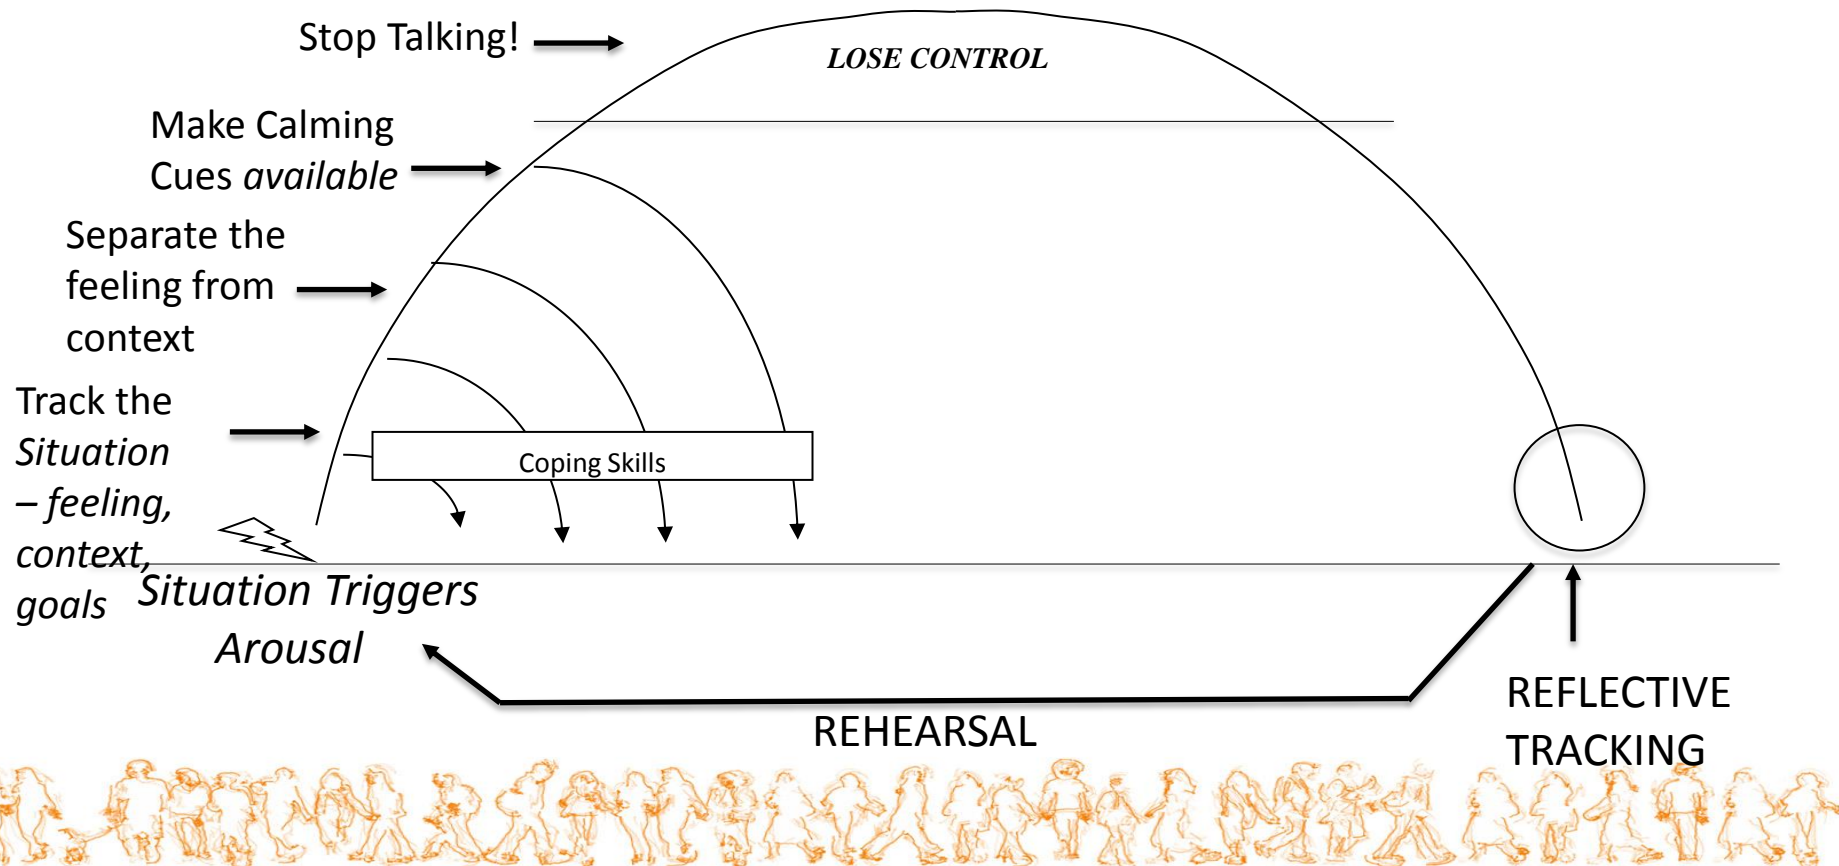 Stop Talking!
LOSE CONTROL
Make Calming
Cues available
Separate the
feeling from
context
Track the
Situation
– feeling,
context,
goals
Coping Skills
Situation Triggers
Arousal
REHEARSAL
REFLECTIVE
TRACKING